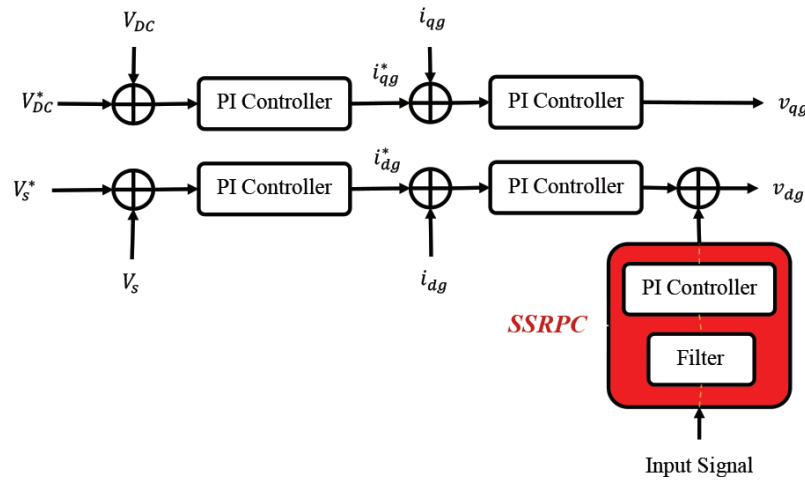 V_DC
i_qg
V*_DC
PI Controller
i*_qg
PI Controller
v_qg
V_s*
PI Controller
i*_dg
PI Controller
v_dg
V_s
i_dg
PI Controller
SSRPC
Filter
Input Signal